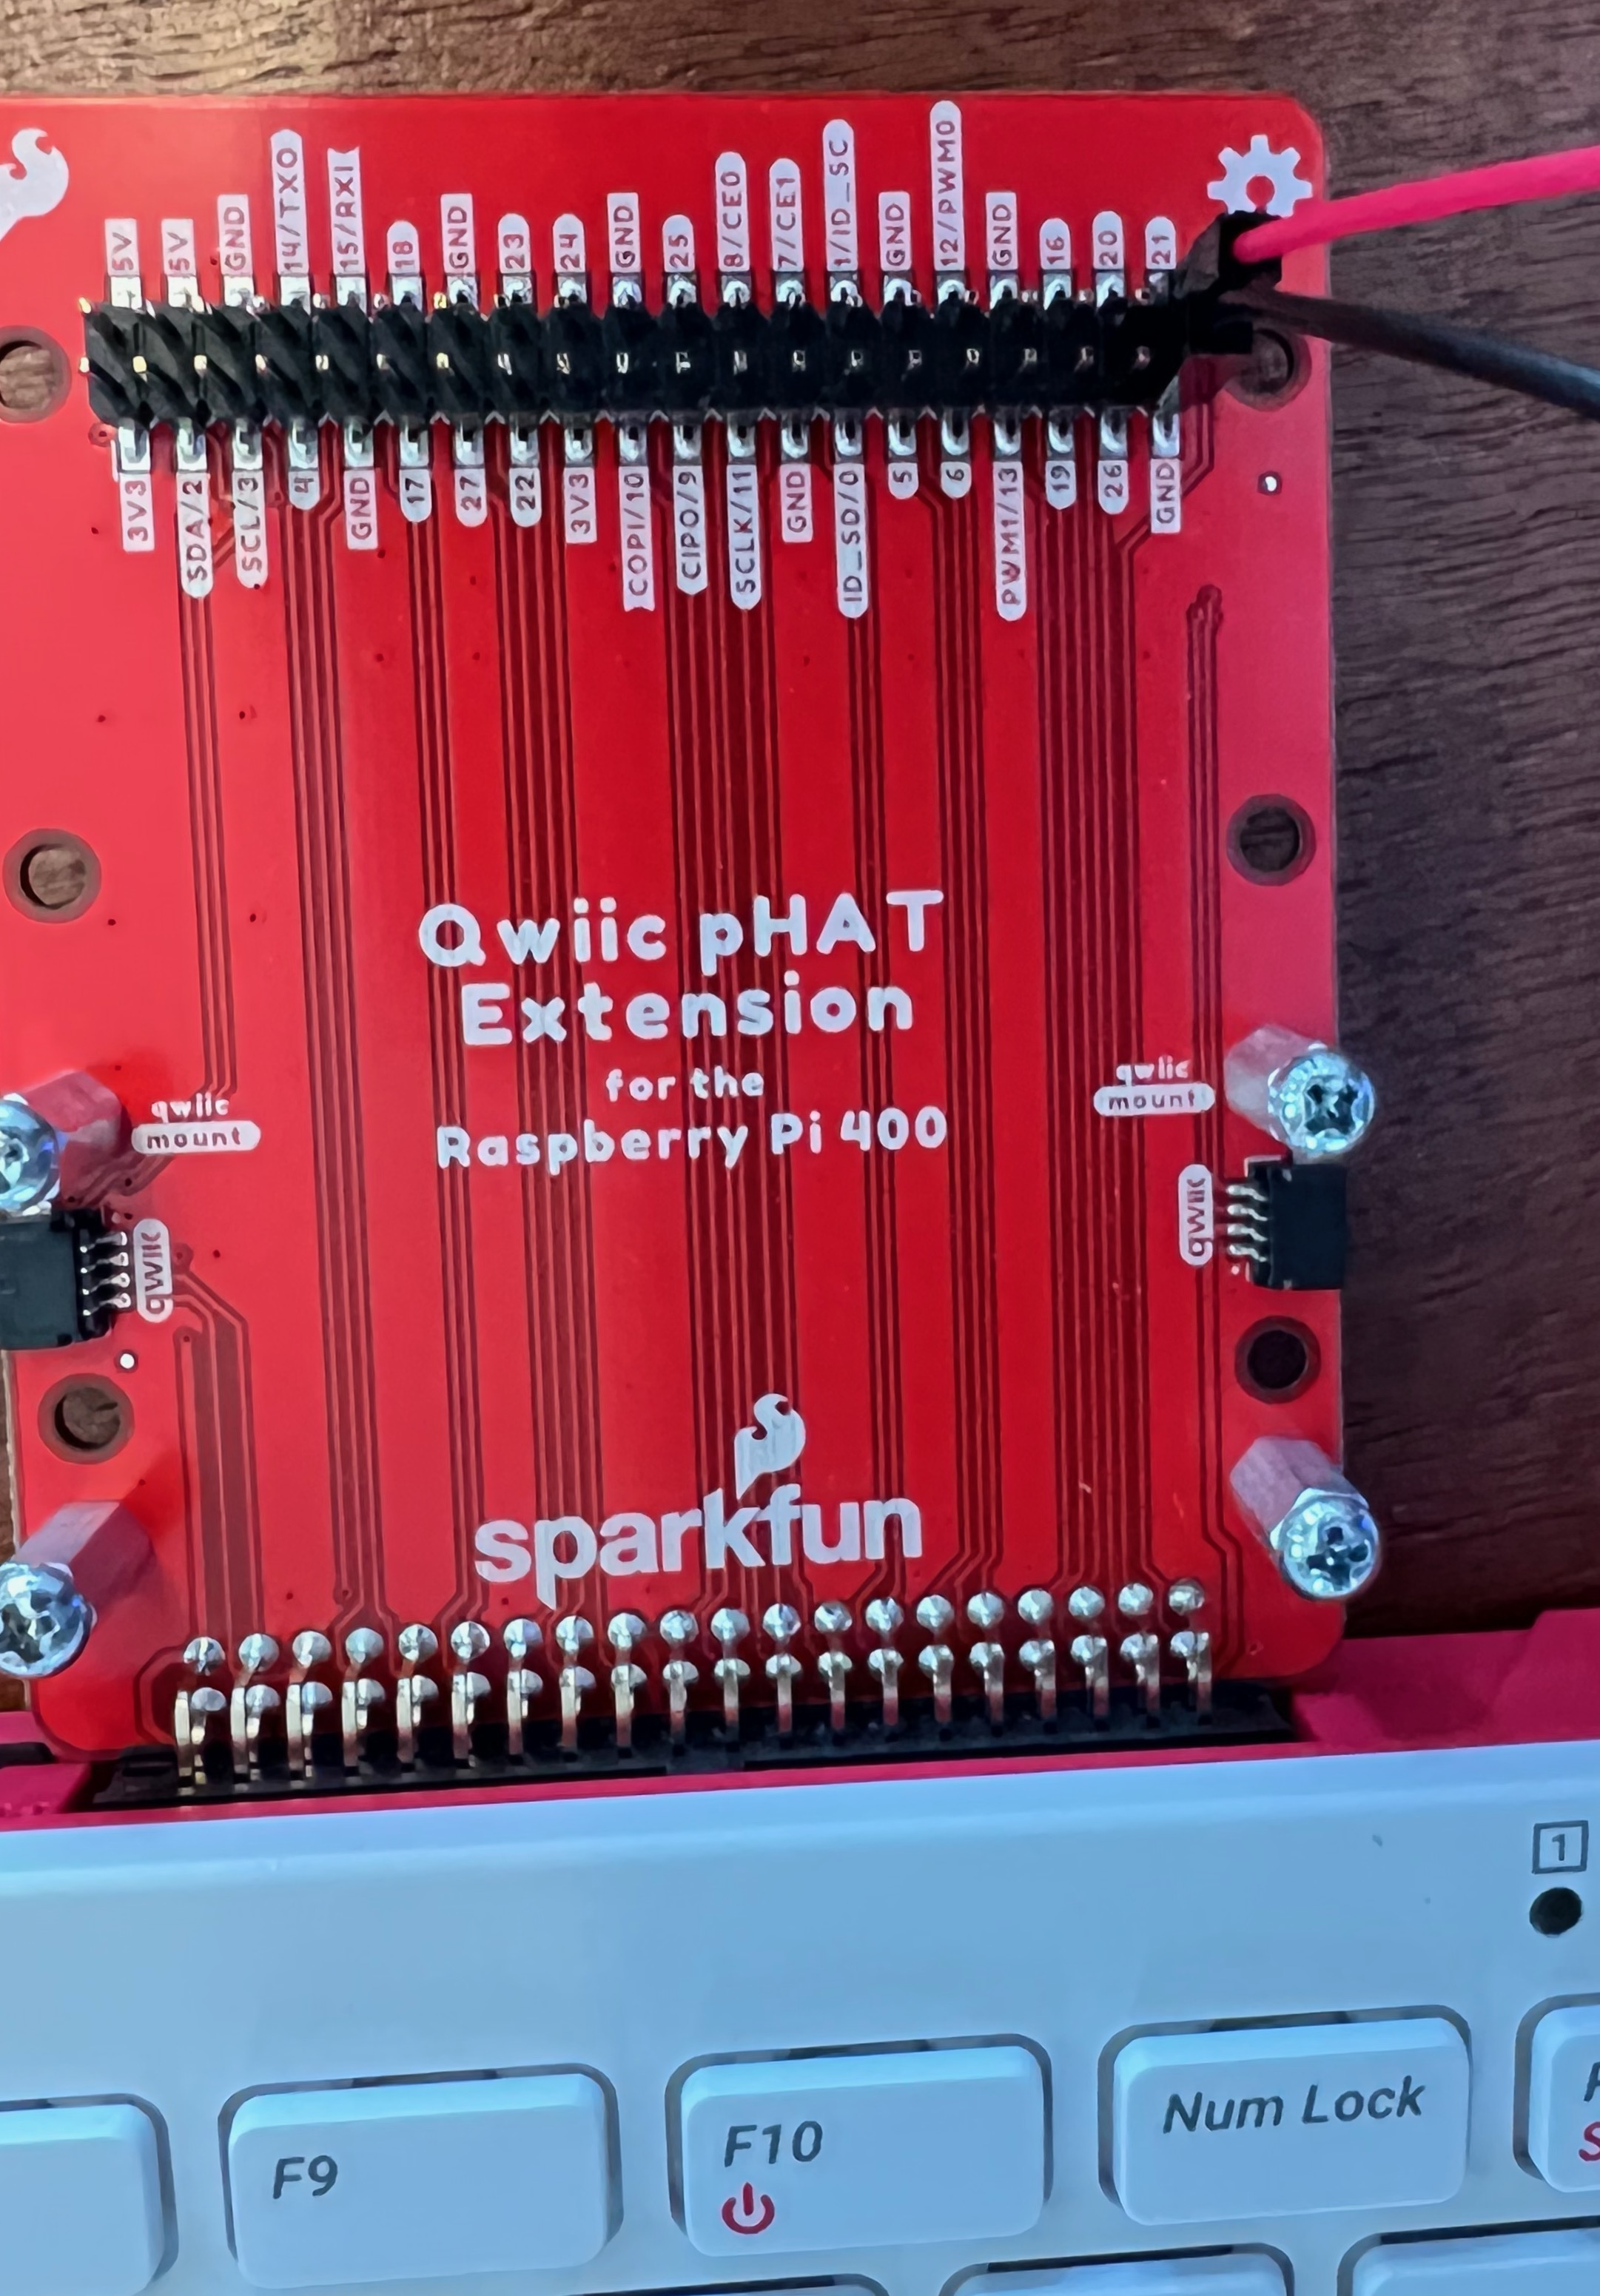 5V
5V
GND
14/TXO
15/RXI
18
GND
23
24
GND
25
8/CE0
7/CE1
1/ID_SC
GND
12/PWM0
GND
16
20
21
3V3
SDA/2
SCL/3
4
GND
17
27
22
3V3
COPI/10
CIPO/9
SCLK/11
GND
ID_SD/0
5
6
PWM1/13
19
26
GND
Qwiic pHAT
Extension
for the
Raspberry Pi 400
qwiic
mount
qwiic
mount
qwiic
qwiic
sparkfun
1
F9
F10
Num Lock